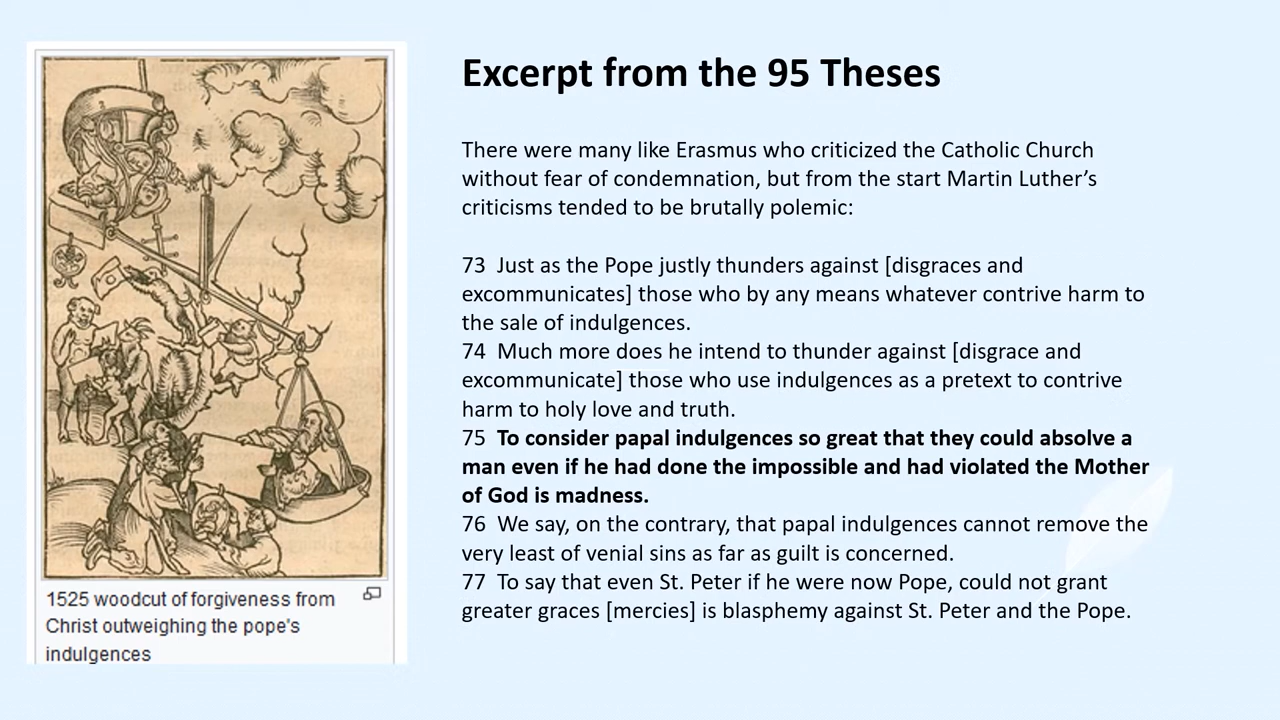 Excerpt from the 95 Theses
There were many like Erasmus who criticized the Catholic Church
without fear of condemnation, but from the start Martin Luther’s
criticisms tended to be brutally polemic:
73  Just as the Pope justly thunders against [disgraces and
excommunicates] those who by any means whatever contrive harm to
the sale of indulgences.
74  Much more does he intend to thunder against [disgrace and
excommunicate] those who use indulgences as a pretext to contrive
harm to holy love and truth.
75  To consider papal indulgences so great that they could absolve a
man even if he had done the impossible and had violated the Mother
of God is madness.
76  We say, on the contrary, that papal indulgences cannot remove the
very least of venial sins as far as guilt is concerned.
77  To say that even St. Peter if he were now Pope, could not grant
greater graces [mercies] is blasphemy against St. Peter and the Pope.
1525 woodcut of forgiveness from
Christ outweighing the pope's
indulgences